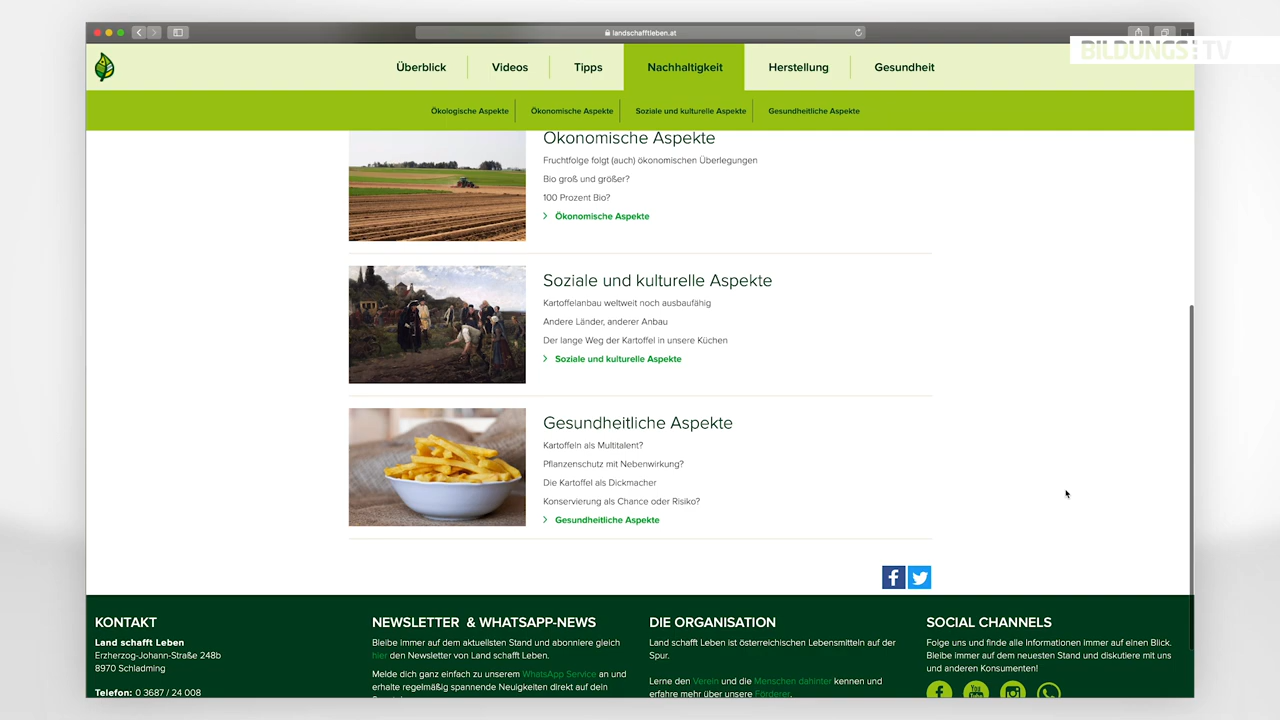 landschafftleben.at
BILDUNGS:TV
Überblick
Videos
Tipps
Nachhaltigkeit
Herstellung
Gesundheit
Ökologische Aspekte
Ökonomische Aspekte
Soziale und kulturelle Aspekte
Gesundheitliche Aspekte
Ökonomische Aspekte
Fruchtfolge folgt (auch) ökonomischen Überlegungen
Bio groß und größer?
100 Prozent Bio?
Ökonomische Aspekte
Soziale und kulturelle Aspekte
Kartoffelanbau weltweit noch ausbaufähig
Andere Länder, anderer Anbau
Der lange Weg der Kartoffel in unsere Küchen
Soziale und kulturelle Aspekte
Gesundheitliche Aspekte
Kartoffeln als Multitalent?
Pflanzenschutz mit Nebenwirkung?
Die Kartoffel als Dickmacher
Konservierung als Chance oder Risiko?
Gesundheitliche Aspekte
KONTAKT
Land schafft Leben
Erzherzog-Johann-Straße 248b
8970 Schladming
Telefon: 0 3687 / 24 008
NEWSLETTER & WHATSAPP-NEWS
Bleibe immer auf dem aktuellsten Stand und abonniere gleich
hier den Newsletter von Land schafft Leben.
Melde dich ganz einfach zu unserem WhatsApp Service an und
erhalte regelmäßig spannende Neuigkeiten direkt auf dein
DIE ORGANISATION
Land schafft Leben ist österreichischen Lebensmitteln auf der
Spur.
Lerne den Verein und die Menschen dahinter kennen und
erfahre mehr über unsere Förderer.
SOCIAL CHANNELS
Folge uns und finde alle Informationen immer auf einen Blick.
Bleibe immer auf dem neuesten Stand und diskutiere mit uns
und anderen Konsumenten!